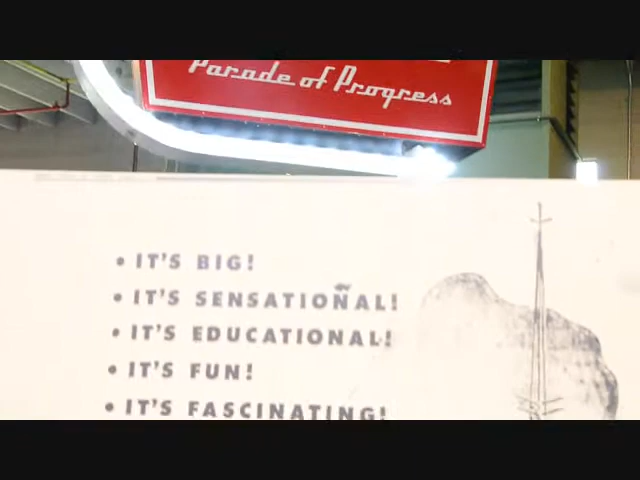 Parade of Progress
• IT'S BIG!
• IT'S SENSATIONAL!
• IT'S EDUCATIONAL!
• IT'S FUN!
• IT'S FASCINATING!